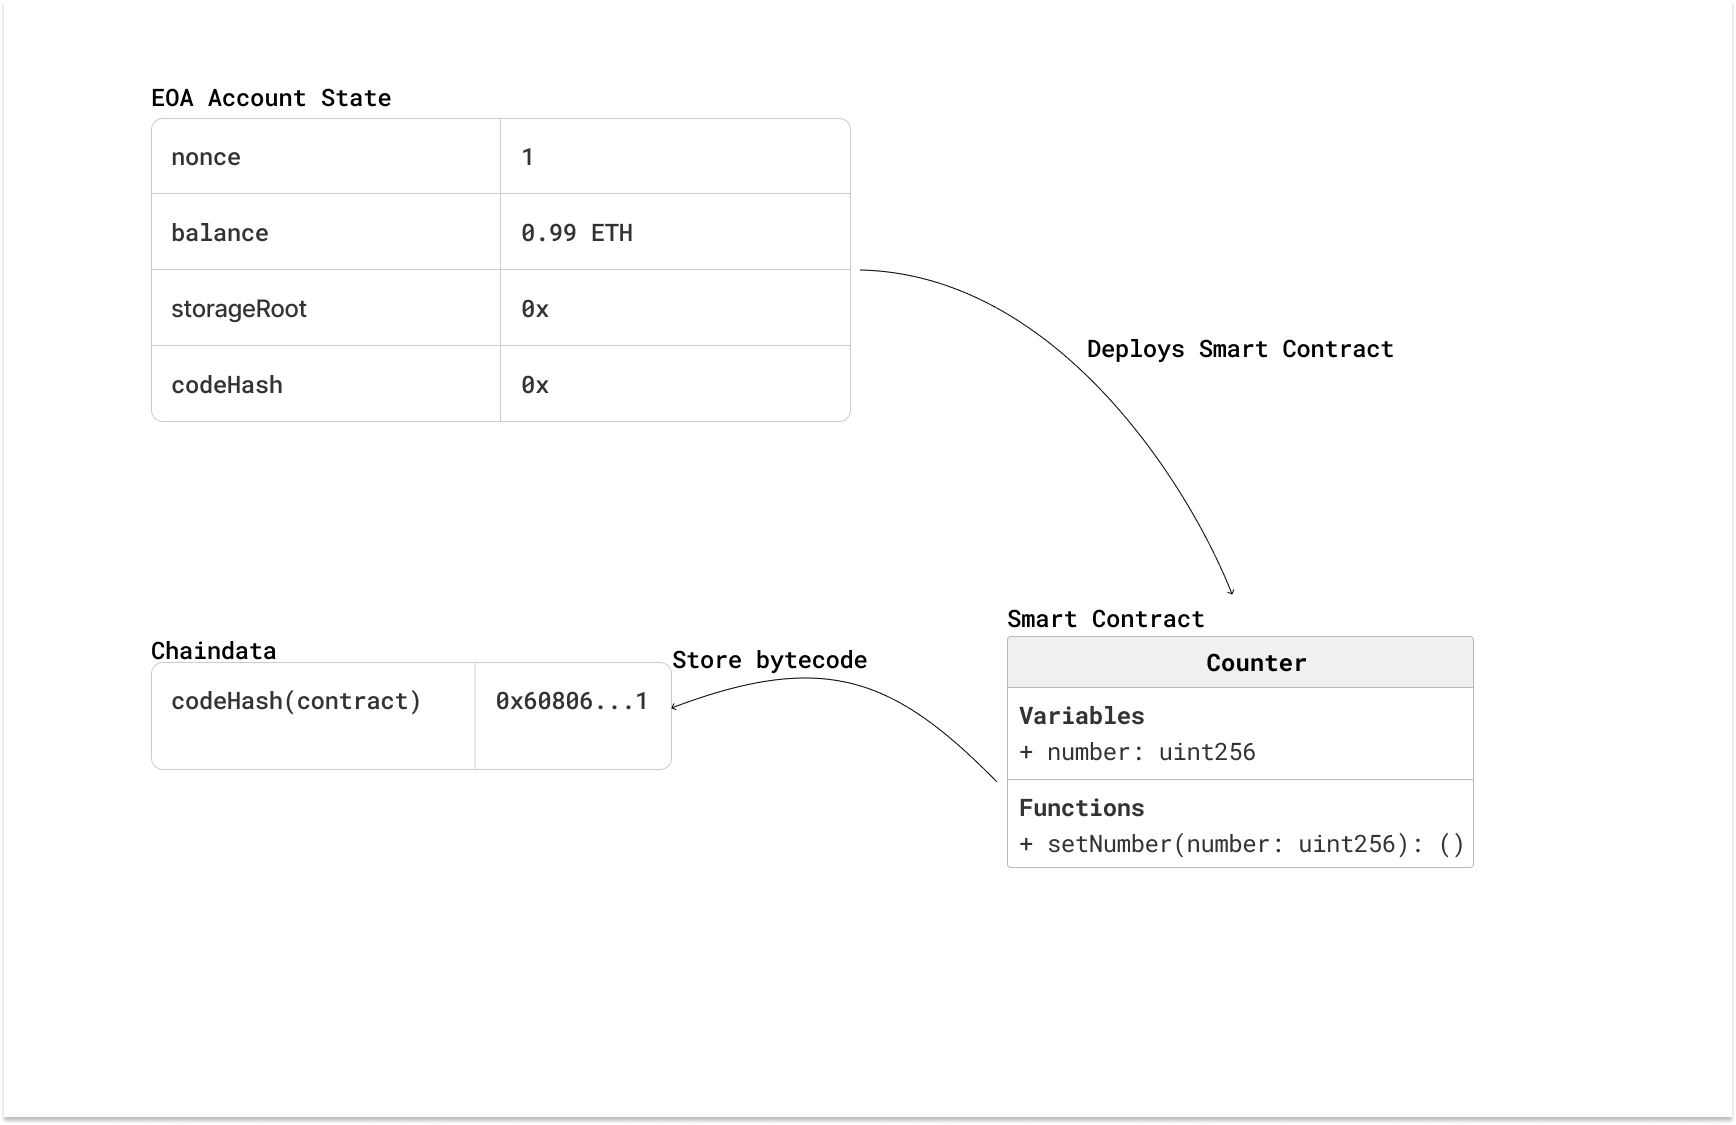 EOA Account State
nonce 1
balance 0.99 ETH
storageRoot 0x
codeHash 0x
Deploys Smart Contract
Chaindata
codeHash(contract) 0x60806...1
Store bytecode
Smart Contract
Counter
Variables
+ number: uint256
Functions
+ setNumber(number: uint256): ()